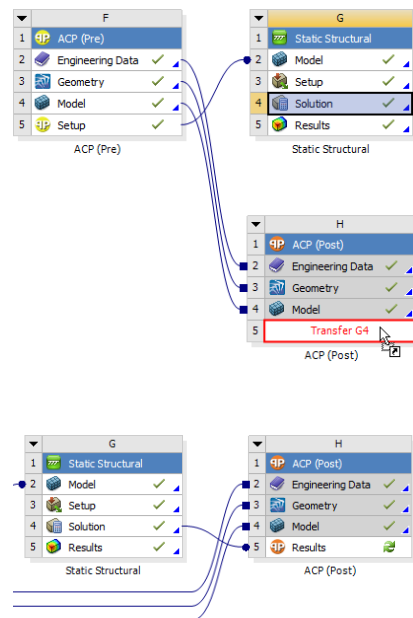 F
1 ACP (Pre)
2 Engineering Data
3 Geometry
4 Model
5 Setup
ACP (Pre)
G
1 Static Structural
2 Model
3 Setup
4 Solution
5 Results
Static Structural
H
1 ACP (Post)
2 Engineering Data
3 Geometry
4 Model
5 Transfer G4
ACP (Post)
G
1 Static Structural
2 Model
3 Setup
4 Solution
5 Results
Static Structural
H
1 ACP (Post)
2 Engineering Data
3 Geometry
4 Model
5 Results
ACP (Post)